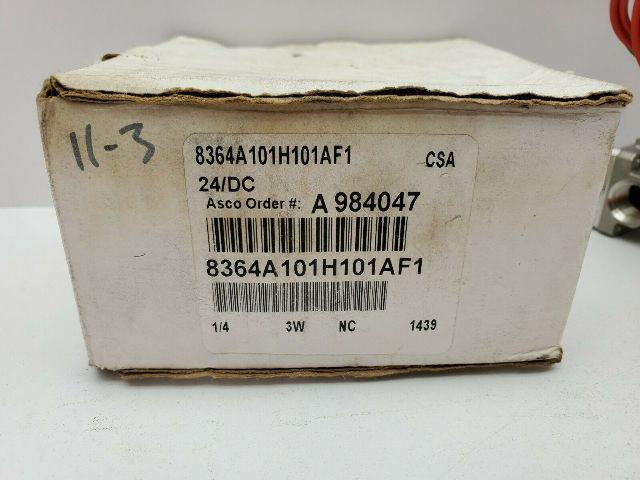 11-3
8364A101H101AF1 CSA
24/DC
Asco Order #: A 984047
8364A101H101AF1
1/4 3W NC 1439